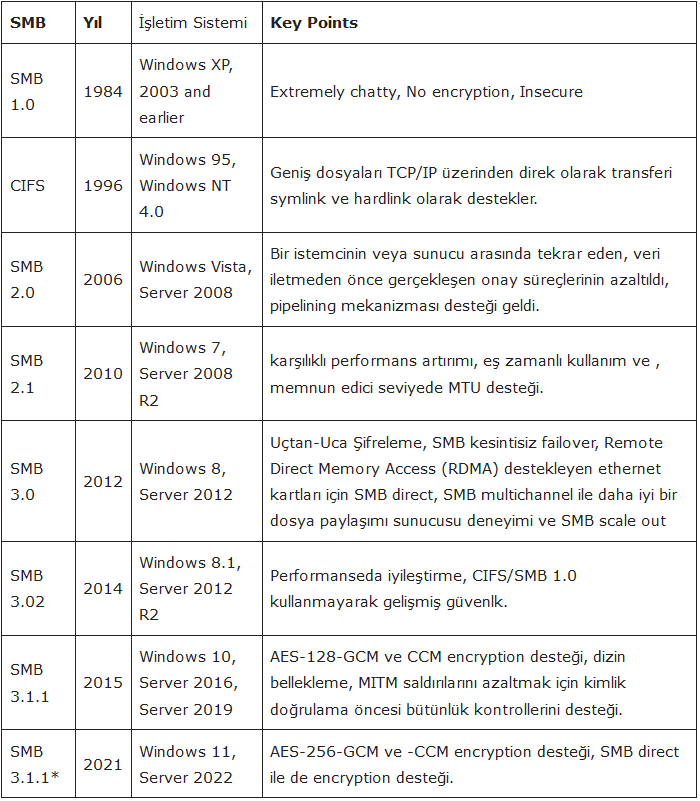 SMB Yıl İşletim Sistemi Key Points
SMB
1.0
1984
Windows XP,
2003 and
earlier
Extremely chatty, No encryption, Insecure
CIFS
1996
Windows 95,
Windows NT
4.0
Geniş dosyaları TCP/IP üzerinden direk olarak transferi
symlink ve hardlink olarak destekler.
SMB
2.0
2006
Windows Vista,
Server 2008
Bir istemcinin veya sunucu arasında tekrar eden, veri
iletmeden önce gerçekleşen onay süreçlerinin azaltıldı,
pipelining mekanizması desteği geldi.
SMB
2.1
2010
Windows 7,
Server 2008
R2
karşılıklı performans artırımı, eş zamanlı kullanım ve ,
memnun edici seviyede MTU desteği.
SMB
3.0
2012
Windows 8,
Server 2012
Uçtan-Uca Şifreleme, SMB kesintisiz failover, Remote
Direct Memory Access (RDMA) destekleyen ethernet
kartları için SMB direct, SMB multichannel ile daha iyi bir
dosya paylaşımı sunucusu deneyimi ve SMB scale out
SMB
3.02
2014
Windows 8.1,
Server 2012
R2
Performanseda iyileştirme, CIFS/SMB 1.0
kullanmayarak gelişmiş güvenlk.
SMB
3.1.1
2015
Windows 10,
Server 2016,
Server 2019
AES-128-GCM ve CCM encryption desteği, dizin
bellekleme, MITM saldırılarını azaltmak için kimlik
doğrulama öncesi bütünlük kontrollerini desteği.
SMB
3.1.1*
2021
Windows 11,
Server 2022
AES-256-GCM ve -CCM encryption desteği, SMB direct
ile de encryption desteği.